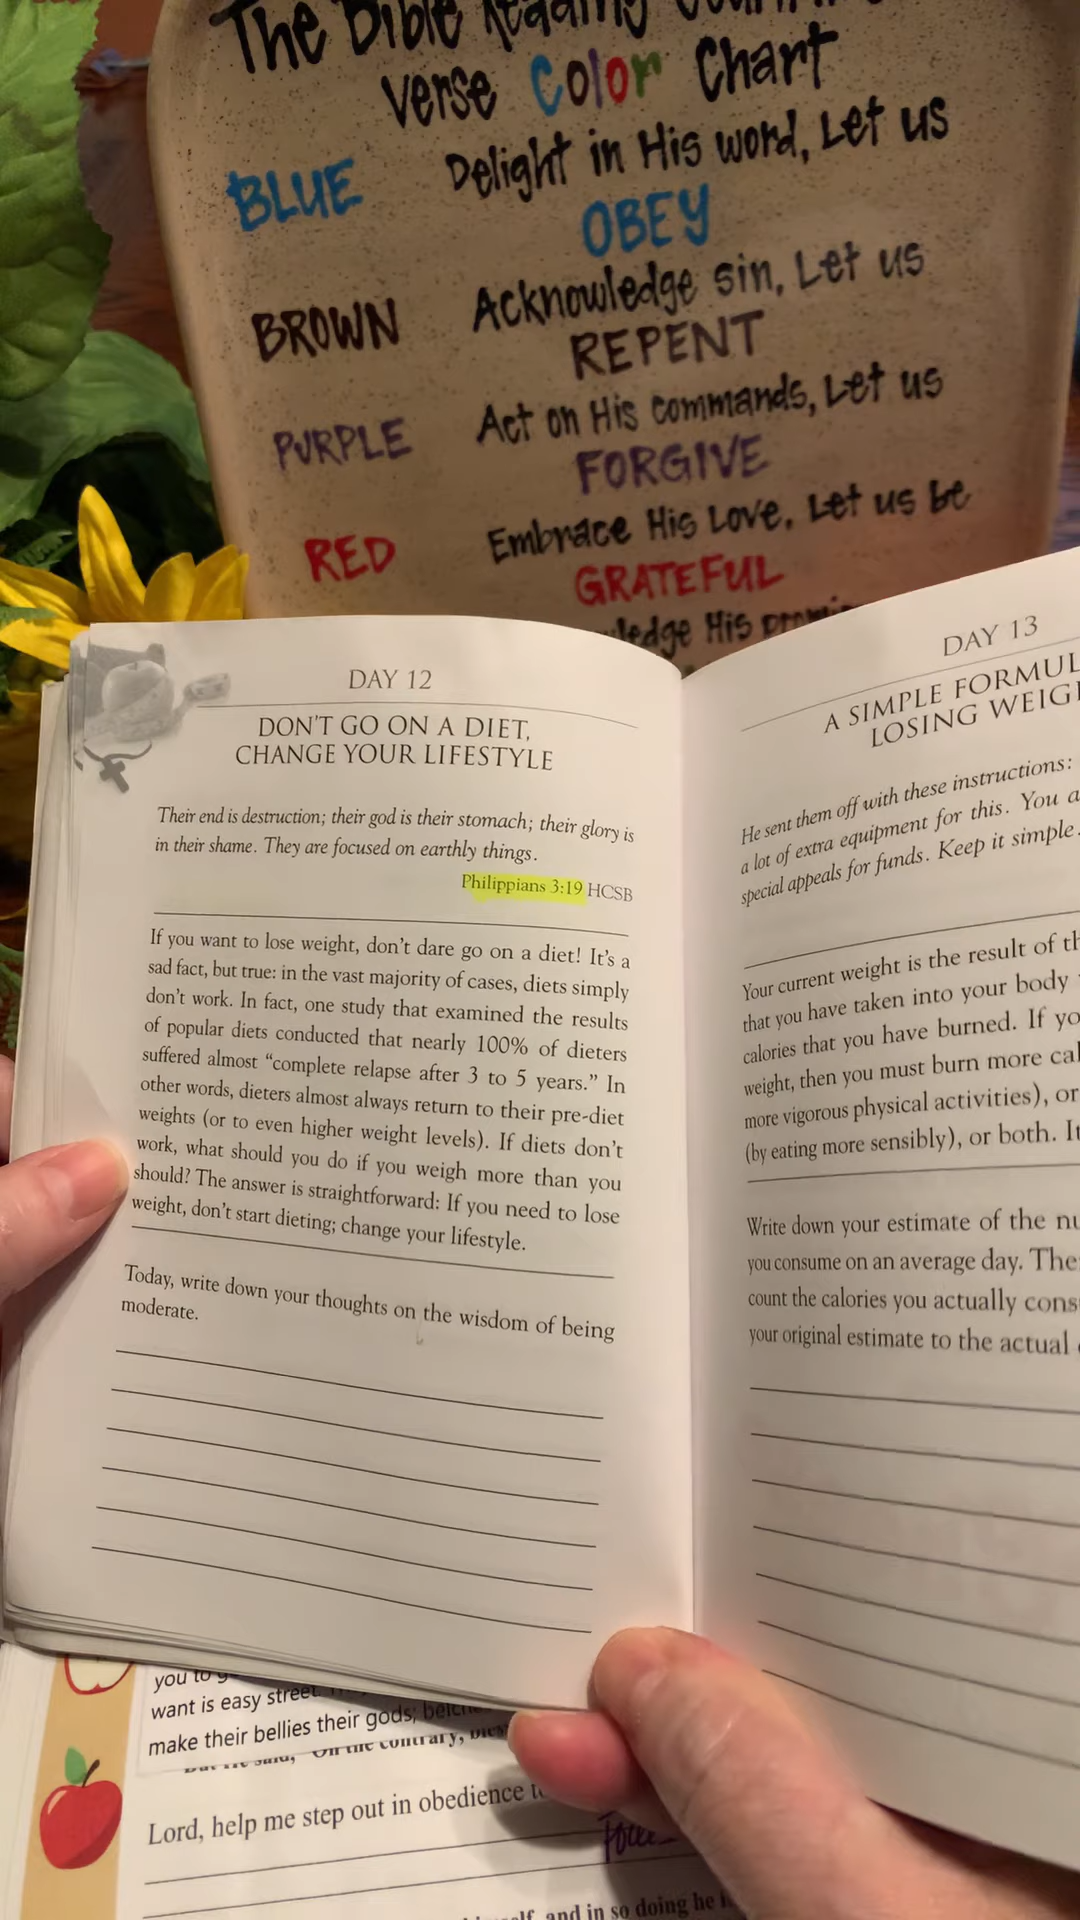 The Bible Reading
Verse Color Chart
BLUE Delight in His word, Let us
OBEY
BROWN Acknowledge sin, Let us
REPENT
PURPLE Act on His commands, Let us
FORGIVE
RED Embrace His Love, Let us be
GRATEFUL
His
DAY 12
DON'T GO ON A DIET,
CHANGE YOUR LIFESTYLE
Their end is destruction; their god is their stomach; their glory is
in their shame. They are focused on earthly things.
Philippians 3:19 HCSB
If you want to lose weight, don't dare go on a diet! It's a
sad fact, but true: in the vast majority of cases, diets simply
don't work. In fact, one study that examined the results
of popular diets conducted that nearly 100% of dieters
suffered almost "complete relapse after 3 to 5 years." In
other words, dieters almost always return to their pre-diet
weights (or to even higher weight levels). If diets don't
work, what should you do if you weigh more than you
should? The answer is straightforward: If you need to lose
weight, don't start dieting; change your lifestyle.
Today, write down your thoughts on the wisdom of being
moderate.
DAY 13
A SIMPLE
LOSING
He sent them off with these instructions:
a lot of extra equipment for this. You
special appeals for funds. Keep it simple.
Your current weight is the result of
that you have taken into your body
calories that you have burned. If
weight, then you must burn more
more vigorous physical activities), or
(by eating more sensibly), or both.
Write down your estimate of the
you consume on an average day.
count the calories you actually
your original estimate to the actual
you to
want is easy street.
make their bellies their gods;
Lord, help me step out in obedience
and in so doing he